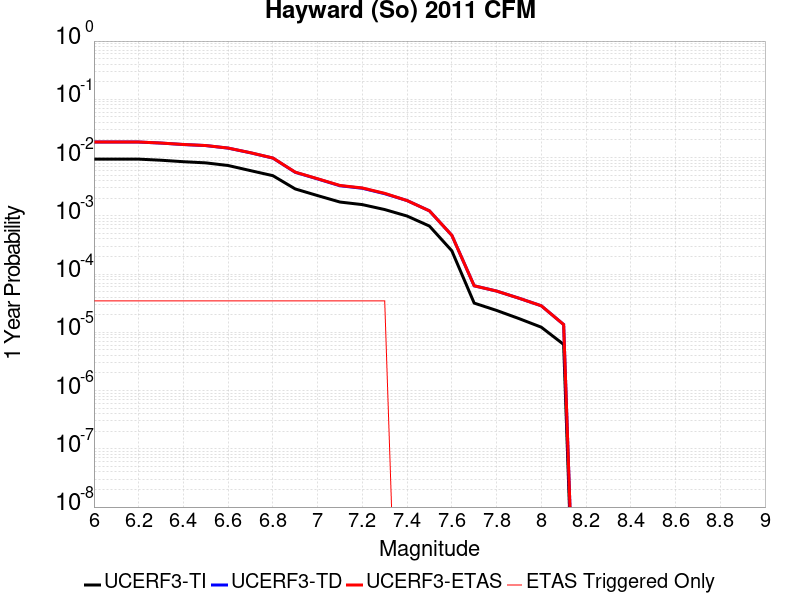 Hayward (So) 2011 CFM
10^0
10^-1
10^-2
10^-3
10^-4
10^-5
10^-6
10^-7
10^-8
1 Year Probability
6 6.2 6.4 6.6 6.8 7 7.2 7.4 7.6 7.8 8 8.2 8.4 8.6 8.8 9
Magnitude
UCERF3-TI UCERF3-TD UCERF3-ETAS ETAS Triggered Only